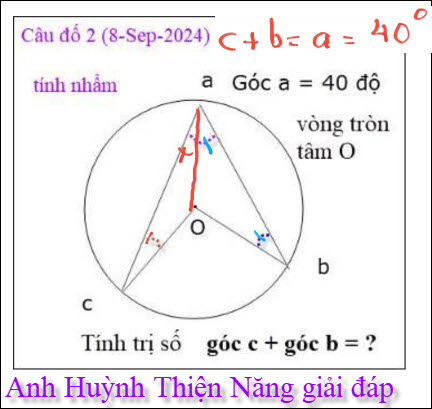 Câu đố 2 (8-Sep-2024) c + b = a = 40°
tính nhẩm
a Góc a = 40 độ
vòng tròn
tâm O
O
b
c
Tính trị số góc c + góc b = ?
Anh Huỳnh Thiện Năng giải đáp